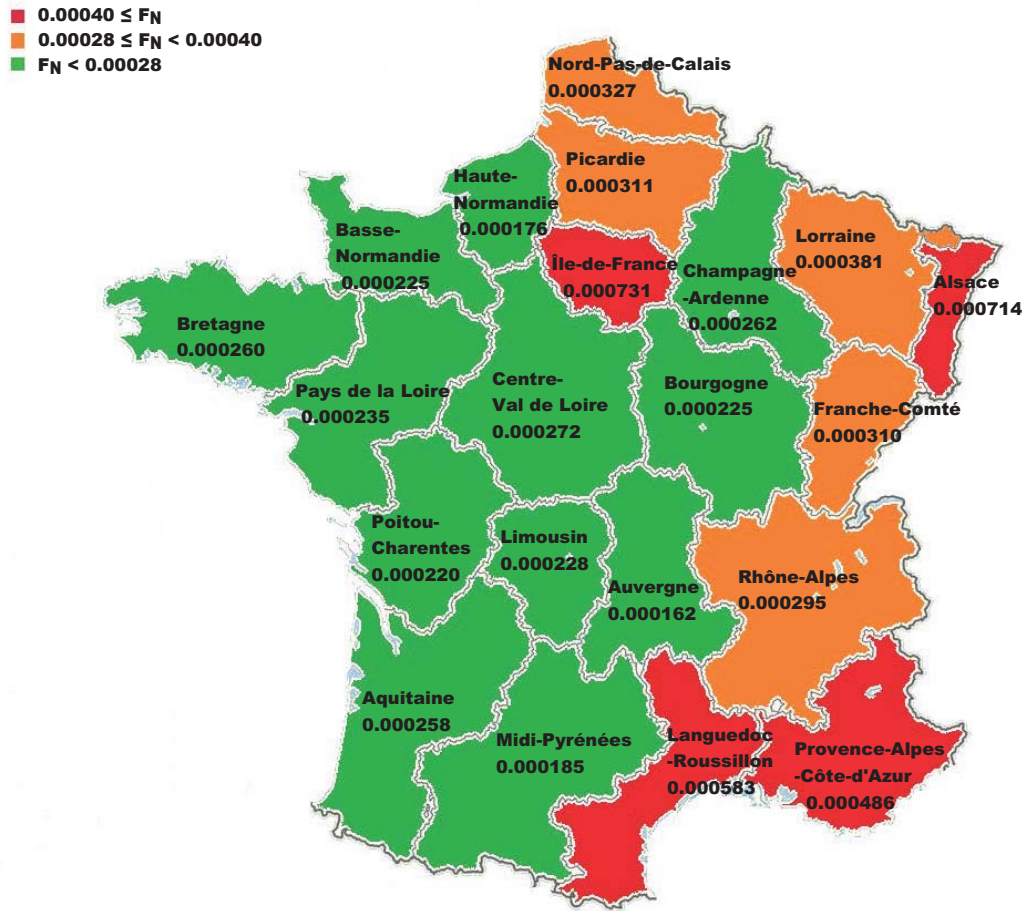 0.00040 ≤ FN
0.00028 ≤ FN < 0.00040
FN < 0.00028
Nord-Pas-de-Calais
0.000327
Picardie
0.000311
Haute-
Normandie
0.000176
Basse-
Normandie
0.000225
Île-de-France
0.000731
Champagne
-Ardenne
0.000262
Lorraine
0.000381
Alsace
0.000714
Bretagne
0.000260
Pays de la Loire
0.000235
Centre-
Val de Loire
0.000272
Bourgogne
0.000225
Franche-Comté
0.000310
Poitou-
Charentes
0.000220
Limousin
0.000228
Auvergne
0.000162
Rhône-Alpes
0.000295
Aquitaine
0.000258
Midi-Pyrénées
0.000185
Languedoc
-Roussillon
0.000583
Provence-Alpes
-Côte-d'Azur
0.000486